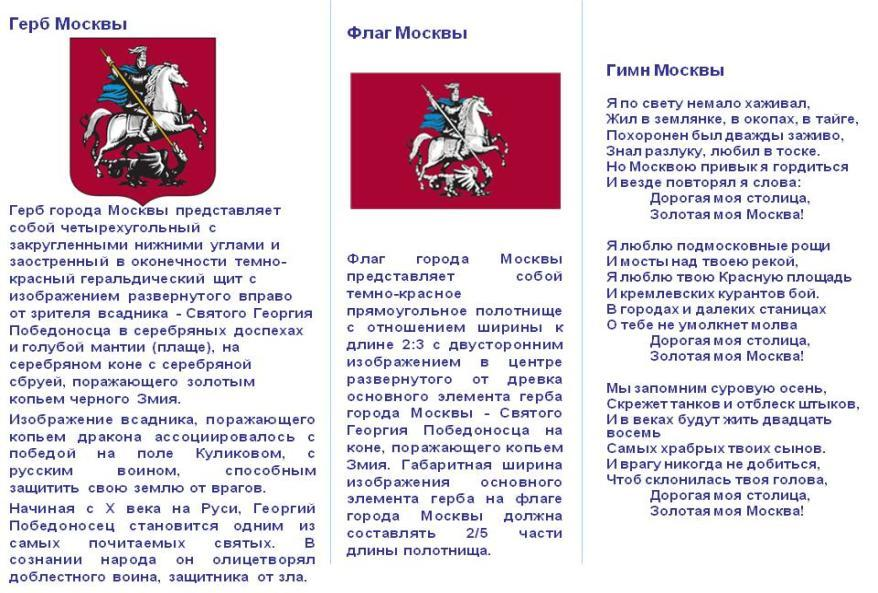 Герб Москвы
Герб города Москвы представляет
собой четырехугольный с
закругленными нижними углами и
заостренный в оконечности темно-
красный геральдический щит с
изображением развернутого вправо
от зрителя всадника - Святого Георгия
Победоносца в серебряных доспехах
и голубой мантии (плаще), на
серебряном коне с серебряной
сбруей, поражающего золотым
копьем черного Змия.
Изображение всадника, поражающего
копьем дракона ассоциировалось с
победой на поле Куликовом, с
русским воином, способным
защитить свою землю от врагов.
Начиная с X века на Руси, Георгий
Победоносец становится одним из
самых почитаемых святых. В
сознании народа он олицетворял
доблестного воина, защитника от зла.
Флаг Москвы
Флаг города Москвы
представляет собой
темно-красное
прямоугольное полотнище
с отношением ширины к
длине 2:3 с двусторонним
изображением в центре
развернутого от древка
основного элемента герба
города Москвы - Святого
Георгия Победоносца на
коне, поражающего копьем
Змия. Габаритная ширина
изображения основного
элемента герба на флаге
города Москвы должна
составлять 2/5 части
длины полотнища.
Гимн Москвы
Я по свету немало хаживал,
Жил в землянке, в окопах, в тайге,
Похоронен был дважды заживо,
Знал разлуку, любил в тоске.
Но Москвою привык я гордиться
И везде повторял я слова:
Дорогая моя столица,
Золотая моя Москва!
Я люблю подмосковные рощи
И мосты над твоею рекой,
Я люблю твою Красную площадь
И кремлевских курантов бой.
В городах и далеких станицах
О тебе не умолкнет молва
Дорогая моя столица,
Золотая моя Москва!
Мы запомним суровую осень,
Скрежет танков и отблеск штыков,
И в веках будут жить двадцать
восемь
Самых храбрых твоих сынов.
И врагу никогда не добиться,
Чтоб склонилась твоя голова,
Дорогая моя столица,
Золотая моя Москва!